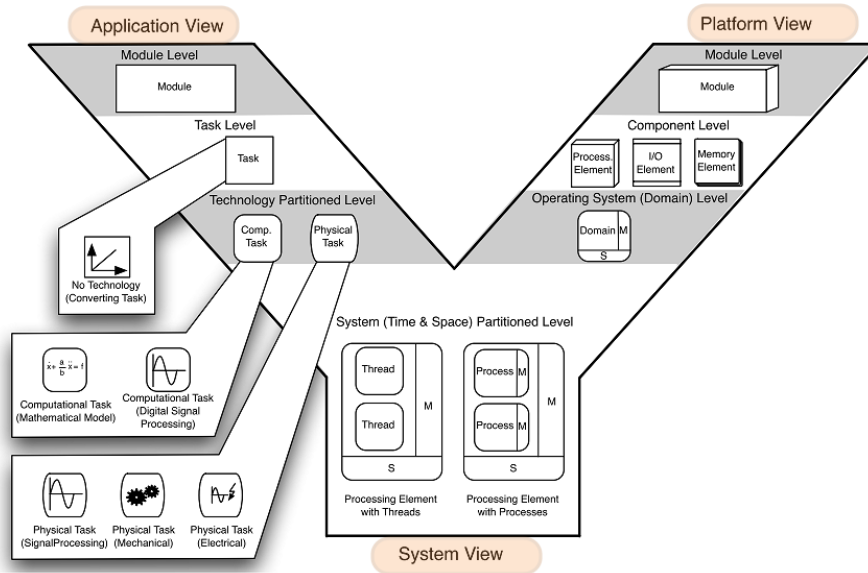 Application View
Platform View
Module Level
Module
Module Level
Module
Task Level
Task
Component Level
Process.
Element
I/O
Element
Memory
Element
Technology Partitioned Level
Comp.
Task
Physical
Task
Operating System (Domain) Level
Domain
M
S
No Technology
(Converting Task)
System (Time & Space) Partitioned Level
Computational Task
(Mathematical Model)
Computational Task
(Digital Signal
Processing)
Thread
Thread
M
S
Process
M
Process
M
M
S
Processing Element
with Threads
Processing Element
with Processes
Physical Task
(SignalProcessing)
Physical Task
(Mechanical)
Physical Task
(Electrical)
System View